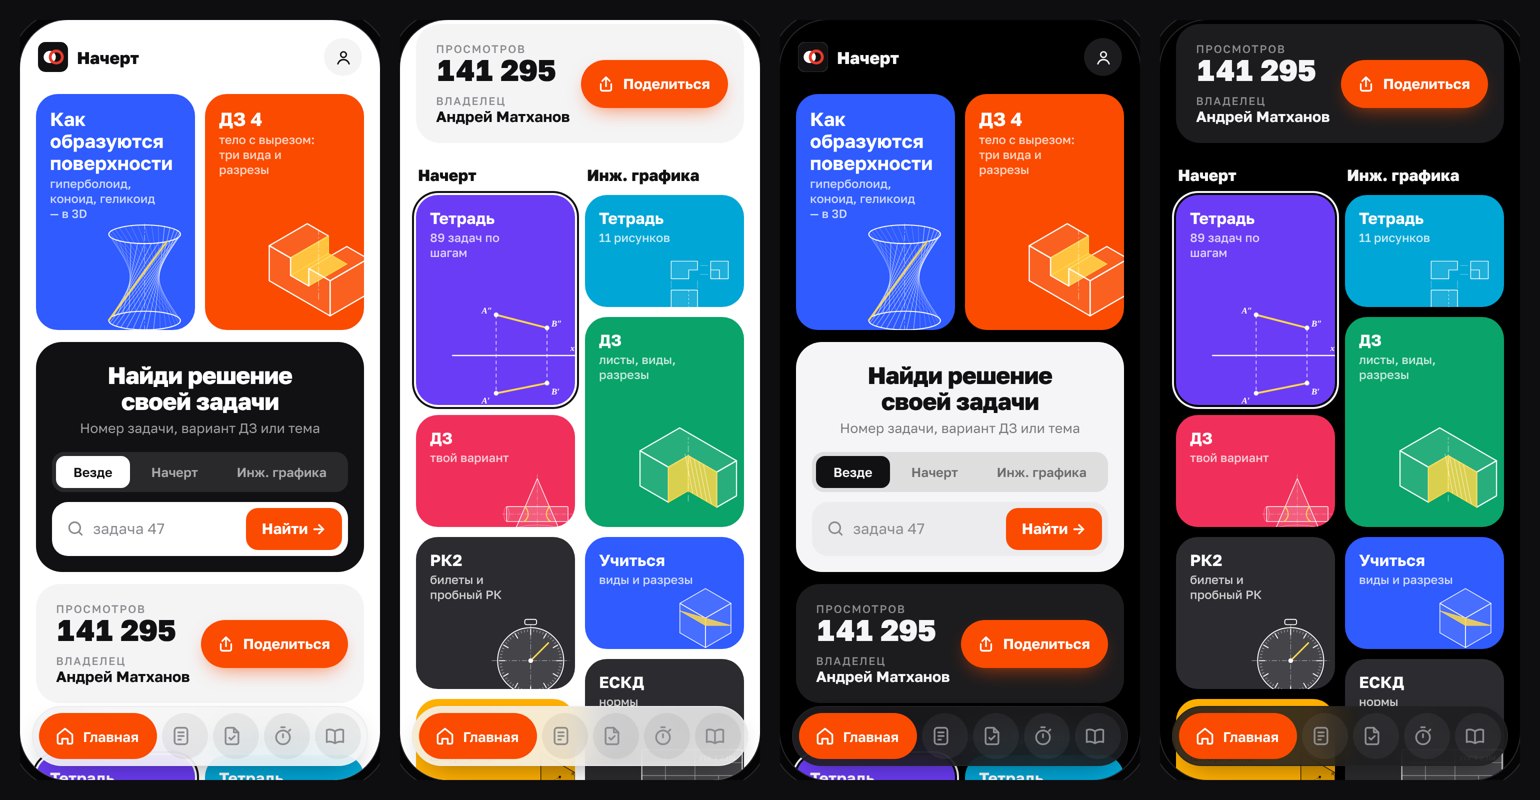 Начерт
Как
образуются
поверхности
гиперболоид,
коноид, геликоид
— в 3D
ДЗ 4
тело с вырезом:
три вида и
разрезы
Найди решение
своей задачи
Номер задачи, вариант ДЗ или тема
Везде
Начерт
Инж. графика
задача 47
Найти →
ПРОСМОТРОВ
141 295
ВЛАДЕЛЕЦ
Андрей Матханов
Поделиться
Главная
Тетрадь
Тетрадь
ПРОСМОТРОВ
141 295
ВЛАДЕЛЕЦ
Андрей Матханов
Поделиться
Начерт
Инж. графика
Тетрадь
89 задач по
шагам
A"
B"
x
A'
B'
Тетрадь
11 рисунков
ДЗ
листы, виды,
разрезы
ДЗ
твой вариант
РК2
билеты и
пробный РК
Учиться
виды и разрезы
ЕСКД
нормы
Главная
Начерт
Как
образуются
поверхности
гиперболоид,
коноид, геликоид
— в 3D
ДЗ 4
тело с вырезом:
три вида и
разрезы
Найди решение
своей задачи
Номер задачи, вариант ДЗ или тема
Везде
Начерт
Инж. графика
задача 47
Найти →
ПРОСМОТРОВ
141 295
ВЛАДЕЛЕЦ
Андрей Матханов
Поделиться
Главная
Тетрадь
Тетрадь
ПРОСМОТРОВ
141 295
ВЛАДЕЛЕЦ
Андрей Матханов
Поделиться
Начерт
Инж. графика
Тетрадь
89 задач по
шагам
A"
B"
x
A'
B'
Тетрадь
11 рисунков
ДЗ
листы, виды,
разрезы
ДЗ
твой вариант
РК2
билеты и
пробный РК
Учиться
виды и разрезы
ЕСКД
нормы
Главная